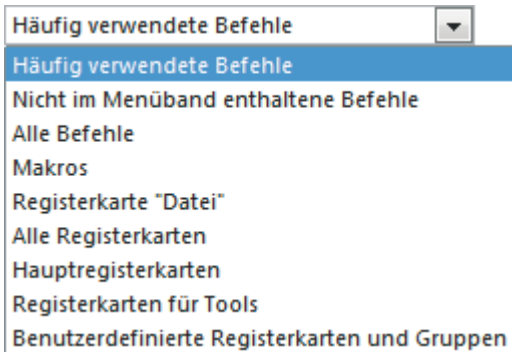 Häufig verwendete Befehle
Häufig verwendete Befehle
Nicht im Menüband enthaltene Befehle
Alle Befehle
Makros
Registerkarte "Datei"
Alle Registerkarten
Hauptregisterkarten
Registerkarten für Tools
Benutzerdefinierte Registerkarten und Gruppen